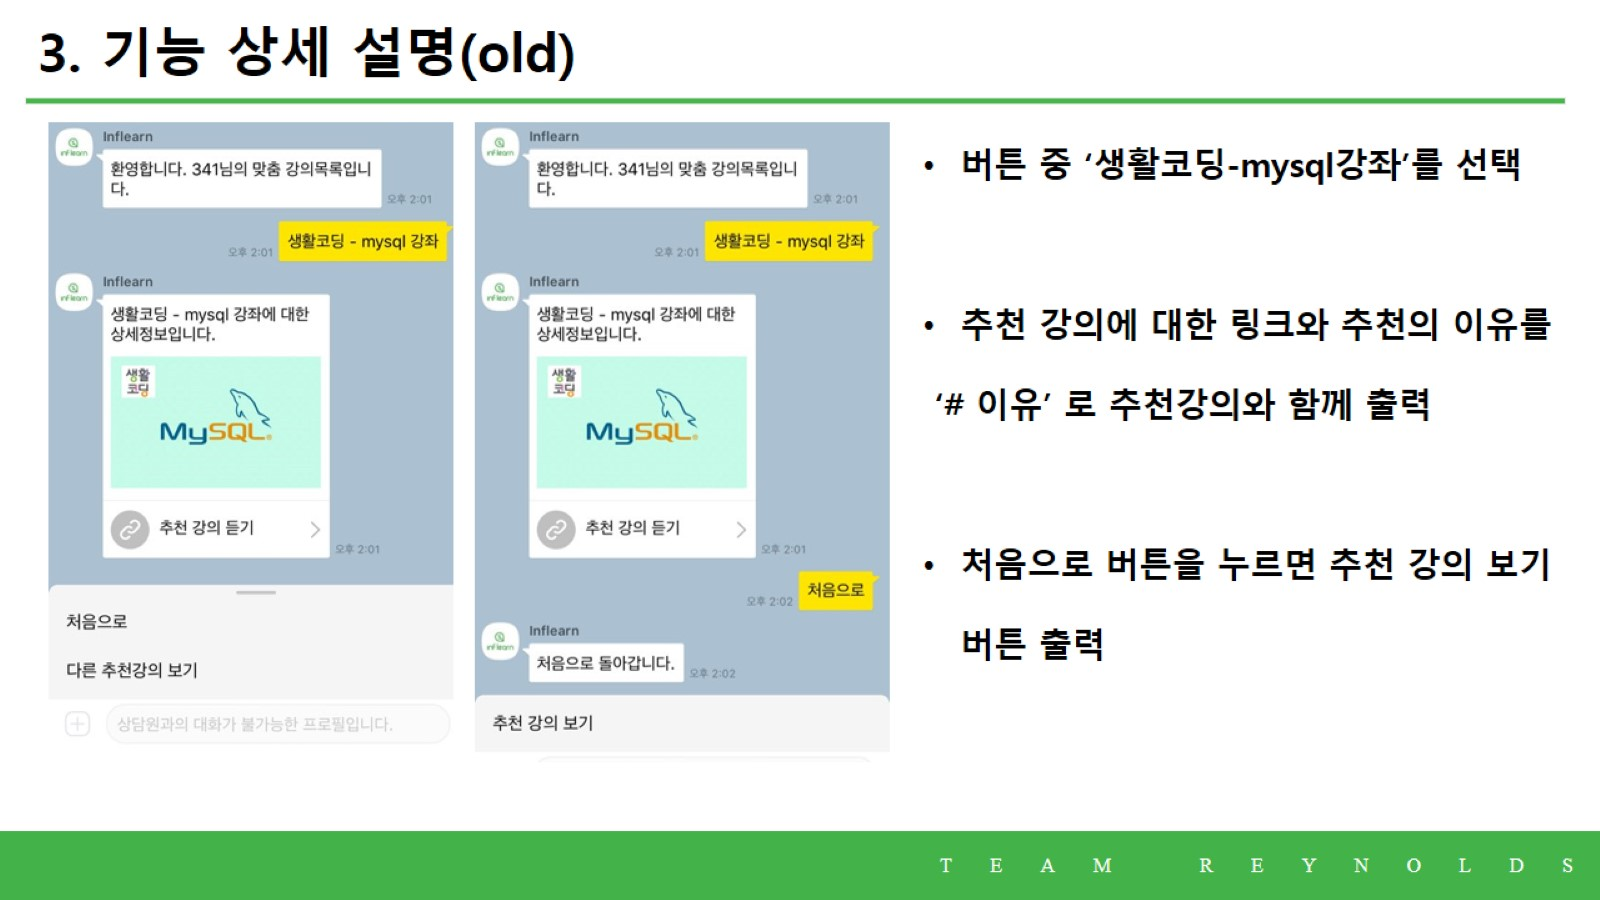 3. 기능 상세 설명(old)
Inflearn
inflearn
환영합니다. 341님의 맞춤 강의목록입니
다.
오후 2:01
생활코딩 - mysql 강좌
오후 2:01
Inflearn
inflearn
생활코딩 - mysql 강좌에 대한
상세정보입니다.
생활
코딩
MySQL
추천 강의 듣기
오후 2:01
처음으로
다른 추천강의 보기
상담원과의 대화가 불가능한 프로필입니다.
Inflearn
inflearn
환영합니다. 341님의 맞춤 강의목록입니
다.
오후 2:01
생활코딩 - mysql 강좌
오후 2:01
Inflearn
inflearn
생활코딩 - mysql 강좌에 대한
상세정보입니다.
생활
코딩
MySQL
추천 강의 듣기
오후 2:01
처음으로
오후 2:02
Inflearn
inflearn
처음으로 돌아갑니다.
오후 2:02
추천 강의 보기
• 버튼 중 ‘생활코딩-mysql강좌’를 선택
• 추천 강의에 대한 링크와 추천의 이유를
‘# 이유’ 로 추천강의와 함께 출력
• 처음으로 버튼을 누르면 추천 강의 보기
버튼 출력
TEAM REYNOLDS